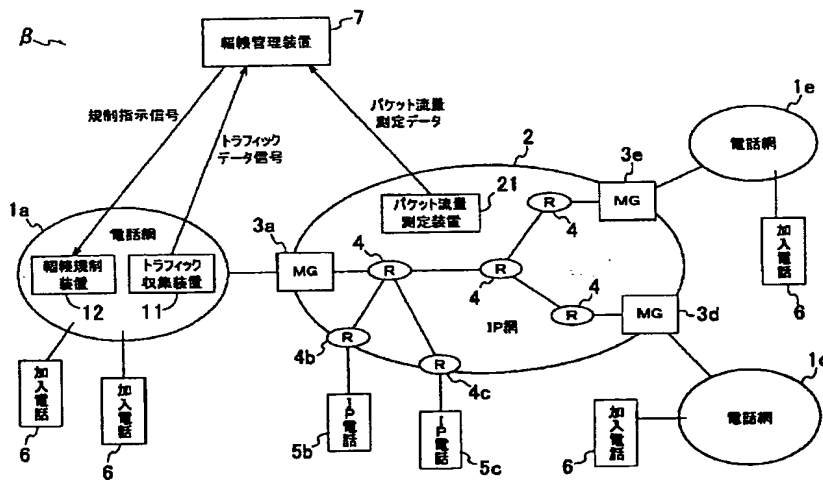 β
7
輻輳管理装置
規制指示信号
トラフィック
データ信号
パケット流量
測定データ
1e
電話網
2
3e
MG
21
パケット流量
測定装置
1a
電話網
3a
MG
4
R
R
4
R
4
加入電話
6
輻輳規制
装置
トラフィック
収集装置
12
11
R
4
MG
3d
IP網
4b
R
R
4c
加入電話
6
加入電話
6
IP電話
5b
IP電話
5c
加入電話
6
電話網